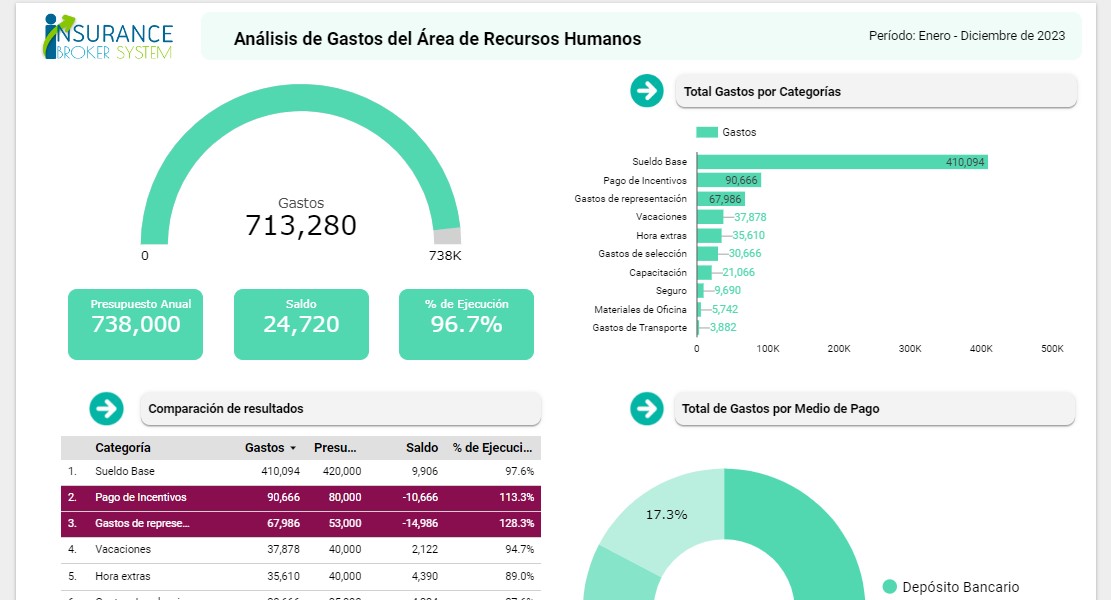 INSURANCE
BROKER SYSTEM
Análisis de Gastos del Área de Recursos Humanos
Período: Enero - Diciembre de 2023
Gastos
713,280
0
738K
Presupuesto Anual
738,000
Saldo
24,720
% de Ejecución
96.7%
Total Gastos por Categorías
Gastos
Sueldo Base 410,094
Pago de Incentivos 90,666
Gastos de representación 67,986
Vacaciones 37,878
Hora extras 35,610
Gastos de selección 30,666
Capacitación 21,066
Seguro 9,690
Materiales de Oficina 5,742
Gastos de Transporte 3,882
0 100K 200K 300K 400K 500K
Comparación de resultados
Categoría Gastos Presu... Saldo % de Ejecuci...
1. Sueldo Base 410,094 420,000 9,906 97.6%
2. Pago de Incentivos 90,666 80,000 -10,666 113.3%
3. Gastos de represe... 67,986 53,000 -14,986 128.3%
4. Vacaciones 37,878 40,000 2,122 94.7%
5. Hora extras 35,610 40,000 4,390 89.0%
Total de Gastos por Medio de Pago
17.3%
Depósito Bancario